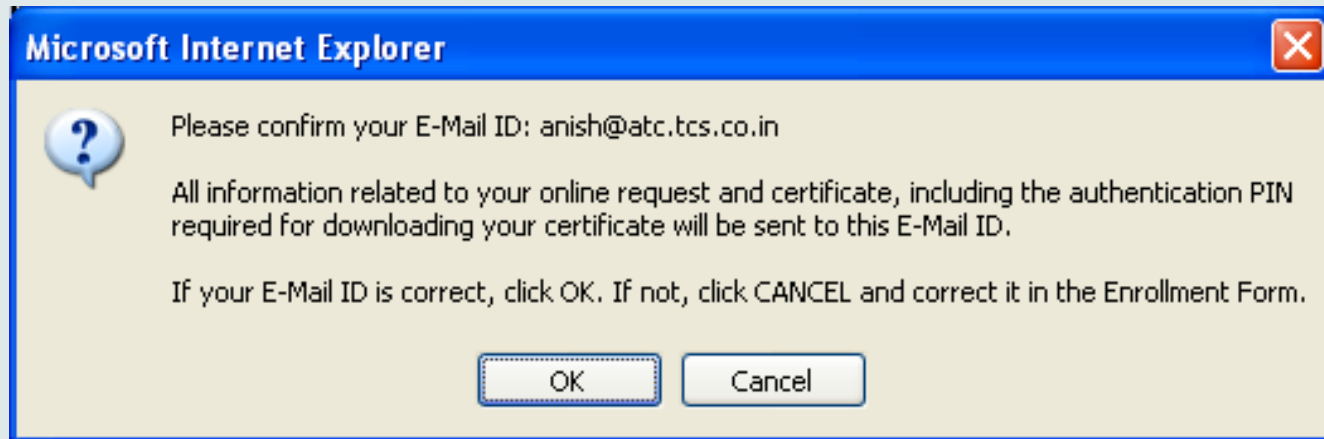 Microsoft Internet Explorer
Please confirm your E-Mail ID: anish@atc.tcs.co.in
All information related to your online request and certificate, including the authentication PIN
required for downloading your certificate will be sent to this E-Mail ID.
If your E-Mail ID is correct, click OK. If not, click CANCEL and correct it in the Enrollment Form.
OK
Cancel